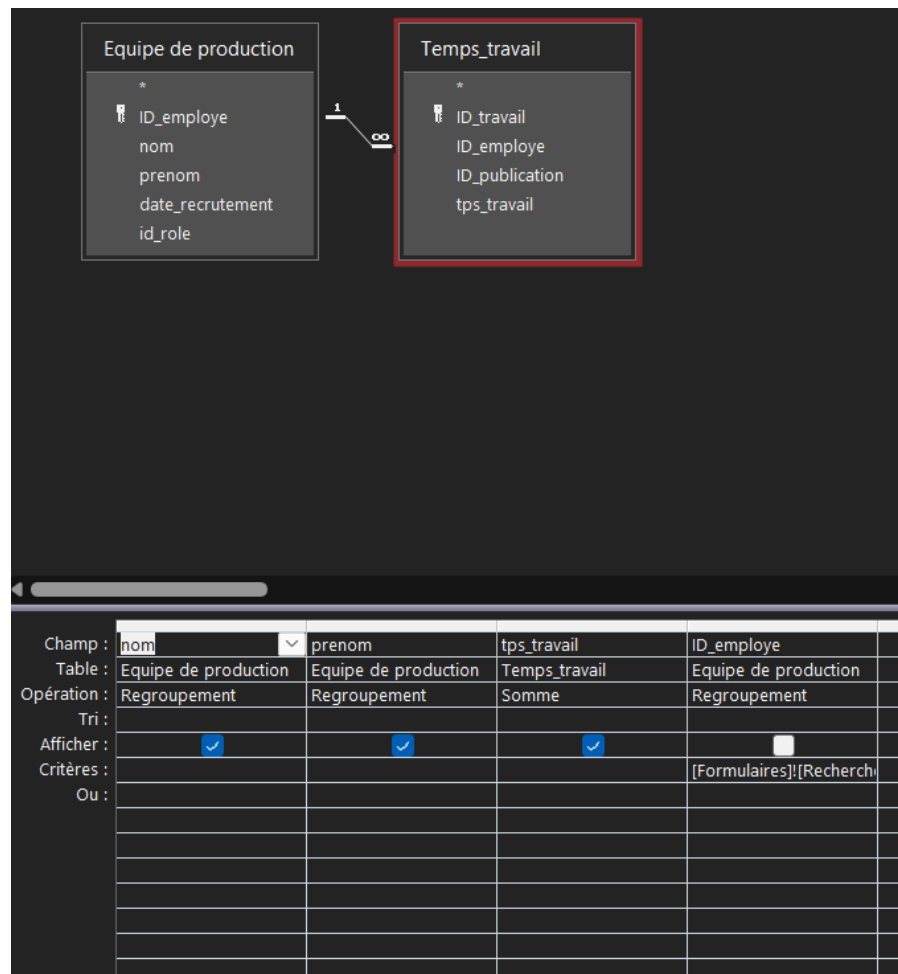 Equipe de production
*
ID_employe
nom
prenom
date_recrutement
id_role
1
∞
Temps_travail
*
ID_travail
ID_employe
ID_publication
tps_travail
Champ : nom prenom tps_travail ID_employe
Table : Equipe de production Equipe de production Temps_travail Equipe de production
Opération : Regroupement Regroupement Somme Regroupement
Tri :
Afficher :
Critères : [Formulaires]![Recherche
Ou :